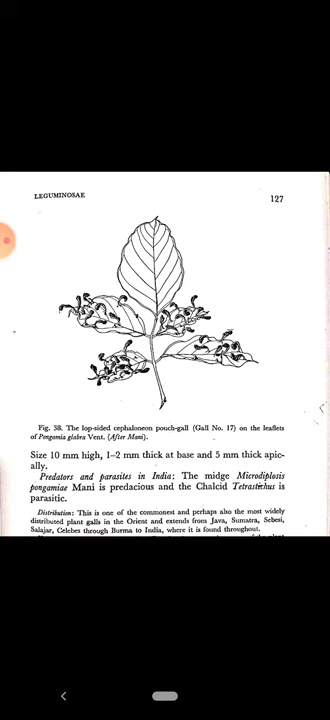 LEGUMINOSAE
127
Fig. 38. The lop-sided cephaloneon pouch-gall (Gall No. 17) on the leaflets
of Pongamia glabra Vent. (After Mani).
Size 10 mm high, 1–2 mm thick at base and 5 mm thick apic-
ally.
Predators and parasites in India: The midge Microdiplosis
pongamiae Mani is predacious and the Chalcid Tetrastichus is
parasitic.
Distribution: This is one of the commonest and perhaps also the most widely
distributed plant galls in the Orient and extends from Java, Sumatra, Sebesi,
Salajar, Celebes through Burma to India, where it is found throughout.